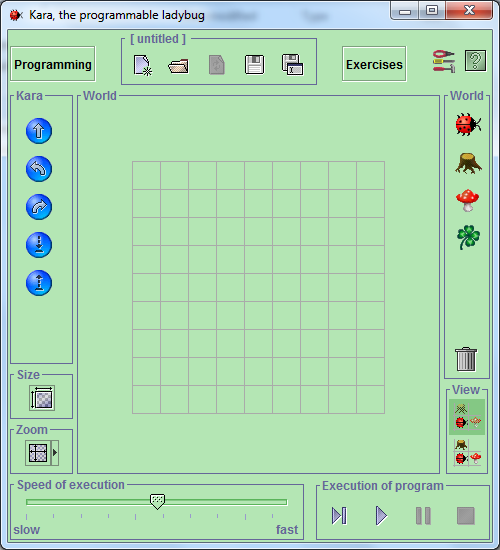 Kara, the programmable ladybug
[ untitled ]
Programming
Exercises
Kara
World
World
Size
View
Zoom
Speed of execution
slow
fast
Execution of program